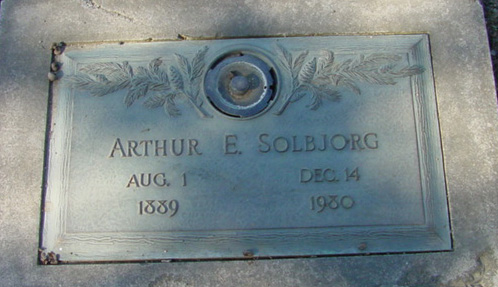 ARTHUR E. SOLBJORG
AUG. 1 DEC. 14
1889 1980